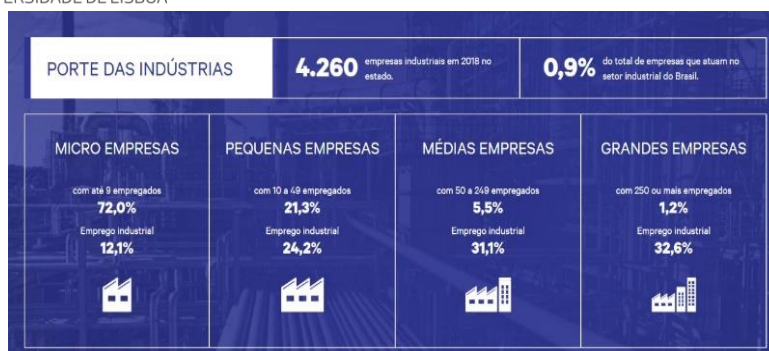 PORTE DAS INDÚSTRIAS
4.260 empresas industriais em 2018 no
estado.
0,9% do total de empresas que atuam no
setor industrial do Brasil.
MICRO EMPRESAS
com até 9 empregados
72,0%
Emprego industrial
12,1%
PEQUENAS EMPRESAS
com 10 a 49 empregados
21,3%
Emprego industrial
24,2%
MÉDIAS EMPRESAS
com 50 a 249 empregados
5,5%
Emprego industrial
31,1%
GRANDES EMPRESAS
com 250 ou mais empregados
1,2%
Emprego industrial
32,6%